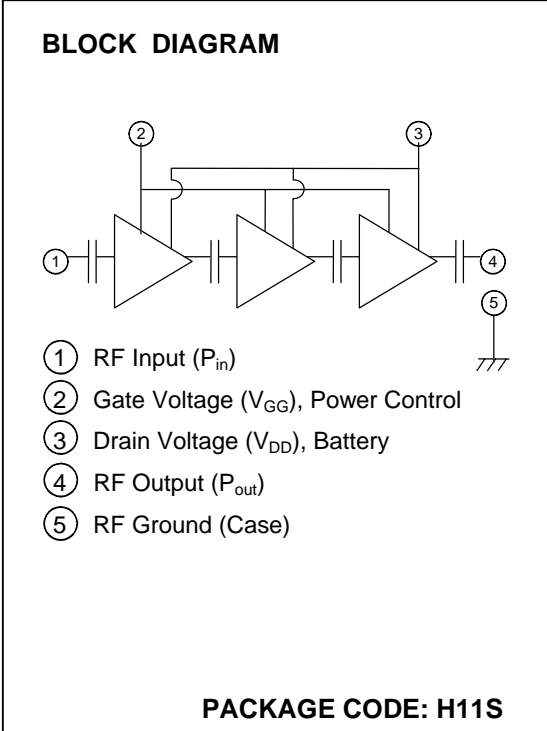 BLOCK DIAGRAM
2 3
1 4
5
1 RF Input (Pin)
2 Gate Voltage (VGG), Power Control
3 Drain Voltage (VDD), Battery
4 RF Output (Pout)
5 RF Ground (Case)
PACKAGE CODE: H11S